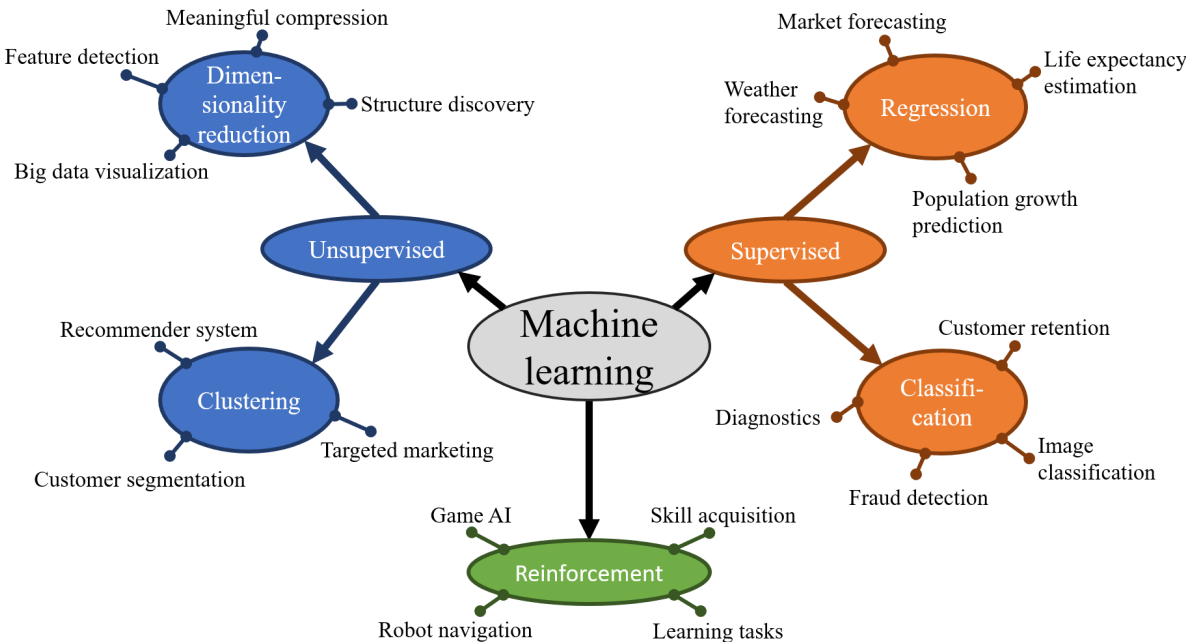 Meaningful compression
Feature detection
Dimen-
sionality
reduction
Structure discovery
Big data visualization
Market forecasting
Life expectancy
estimation
Weather
forecasting
Regression
Population growth
prediction
Unsupervised
Supervised
Machine
learning
Recommender system
Clustering
Targeted marketing
Customer segmentation
Customer retention
Classifi-
cation
Diagnostics
Image
classification
Fraud detection
Game AI
Skill acquisition
Reinforcement
Robot navigation
Learning tasks